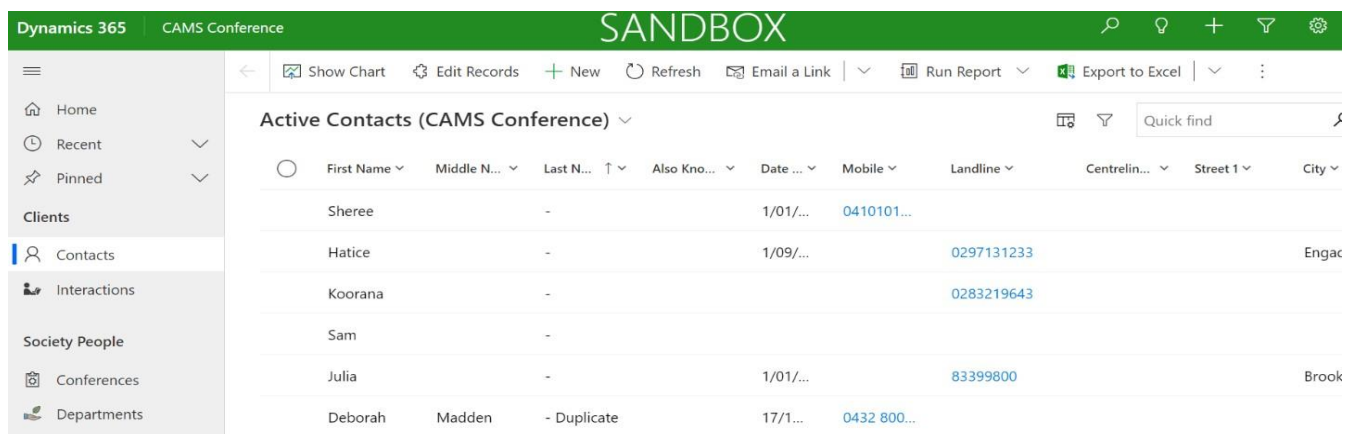 Dynamics 365 CAMS Conference SANDBOX
Show Chart Edit Records + New Refresh Email a Link Run Report Export to Excel
Home
Recent
Pinned
Clients
Contacts
Interactions
Society People
Conferences
Departments
Active Contacts (CAMS Conference) Quick find
First Name Middle N... Last N... ↑ Also Kno... Date ... Mobile Landline Centrelin... Street 1 City
Sheree - 1/01/... 0410101...
Hatice - 1/09/... 0297131233 Engac
Koorana - 0283219643
Sam -
Julia - 1/01/... 83399800 Brook
Deborah Madden - Duplicate 17/1... 0432 800...